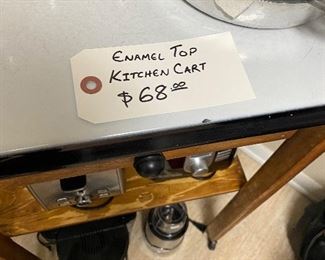 ENAMEL TOP
KITCHEN CART
$68.00